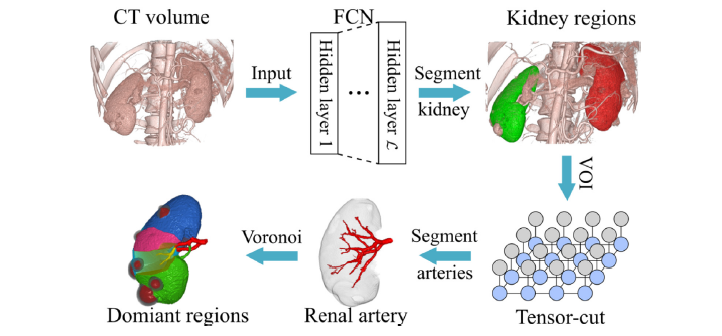 CT volume
FCN
Kidney regions
Input
Hidden layer 1
...
Hidden layer ℒ
Segment
kidney
VOI
Voronoi
Segment
arteries
Domiant regions
Renal artery
Tensor-cut